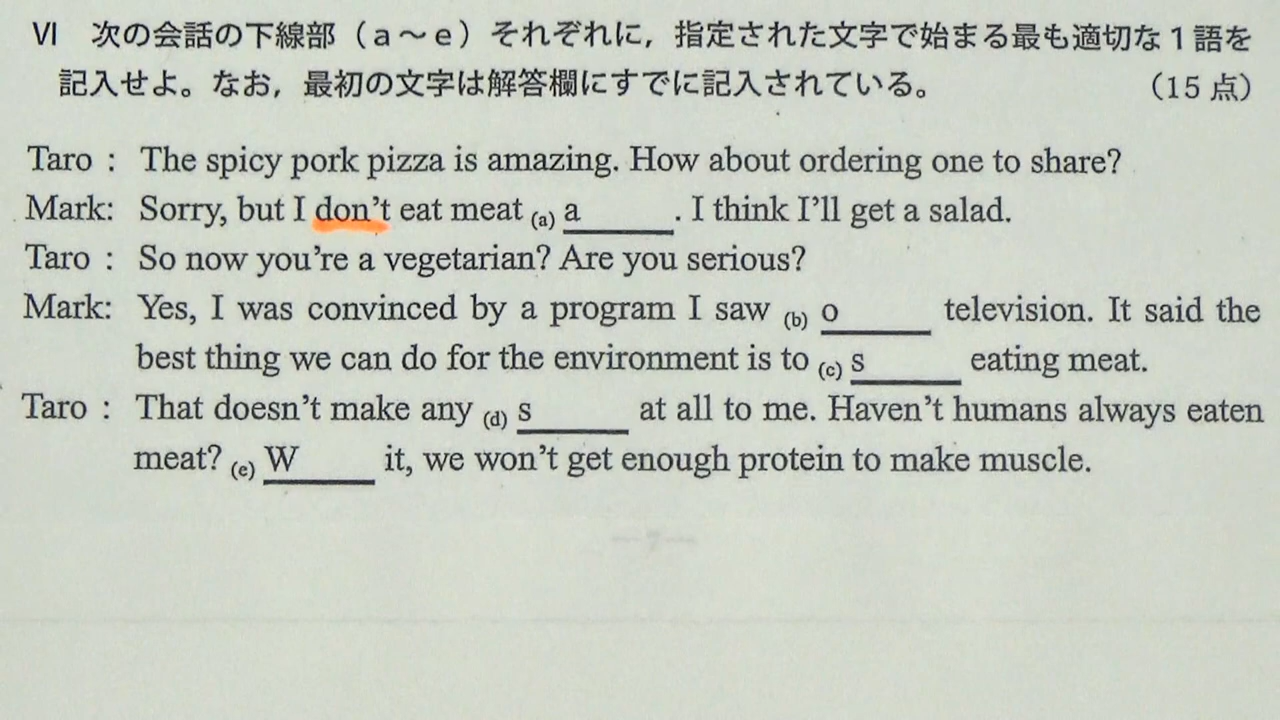 VI 次の会話の下線部（a～e）それぞれに，指定された文字で始まる最も適切な1語を
記入せよ。なお，最初の文字は解答欄にすでに記入されている。 （15点）
Taro : The spicy pork pizza is amazing. How about ordering one to share?
Mark: Sorry, but I don't eat meat (a) a______. I think I'll get a salad.
Taro : So now you're a vegetarian? Are you serious?
Mark: Yes, I was convinced by a program I saw (b) o______ television. It said the
best thing we can do for the environment is to (c) s______ eating meat.
Taro : That doesn't make any (d) s______ at all to me. Haven't humans always eaten
meat? (e) W______ it, we won't get enough protein to make muscle.
—7—